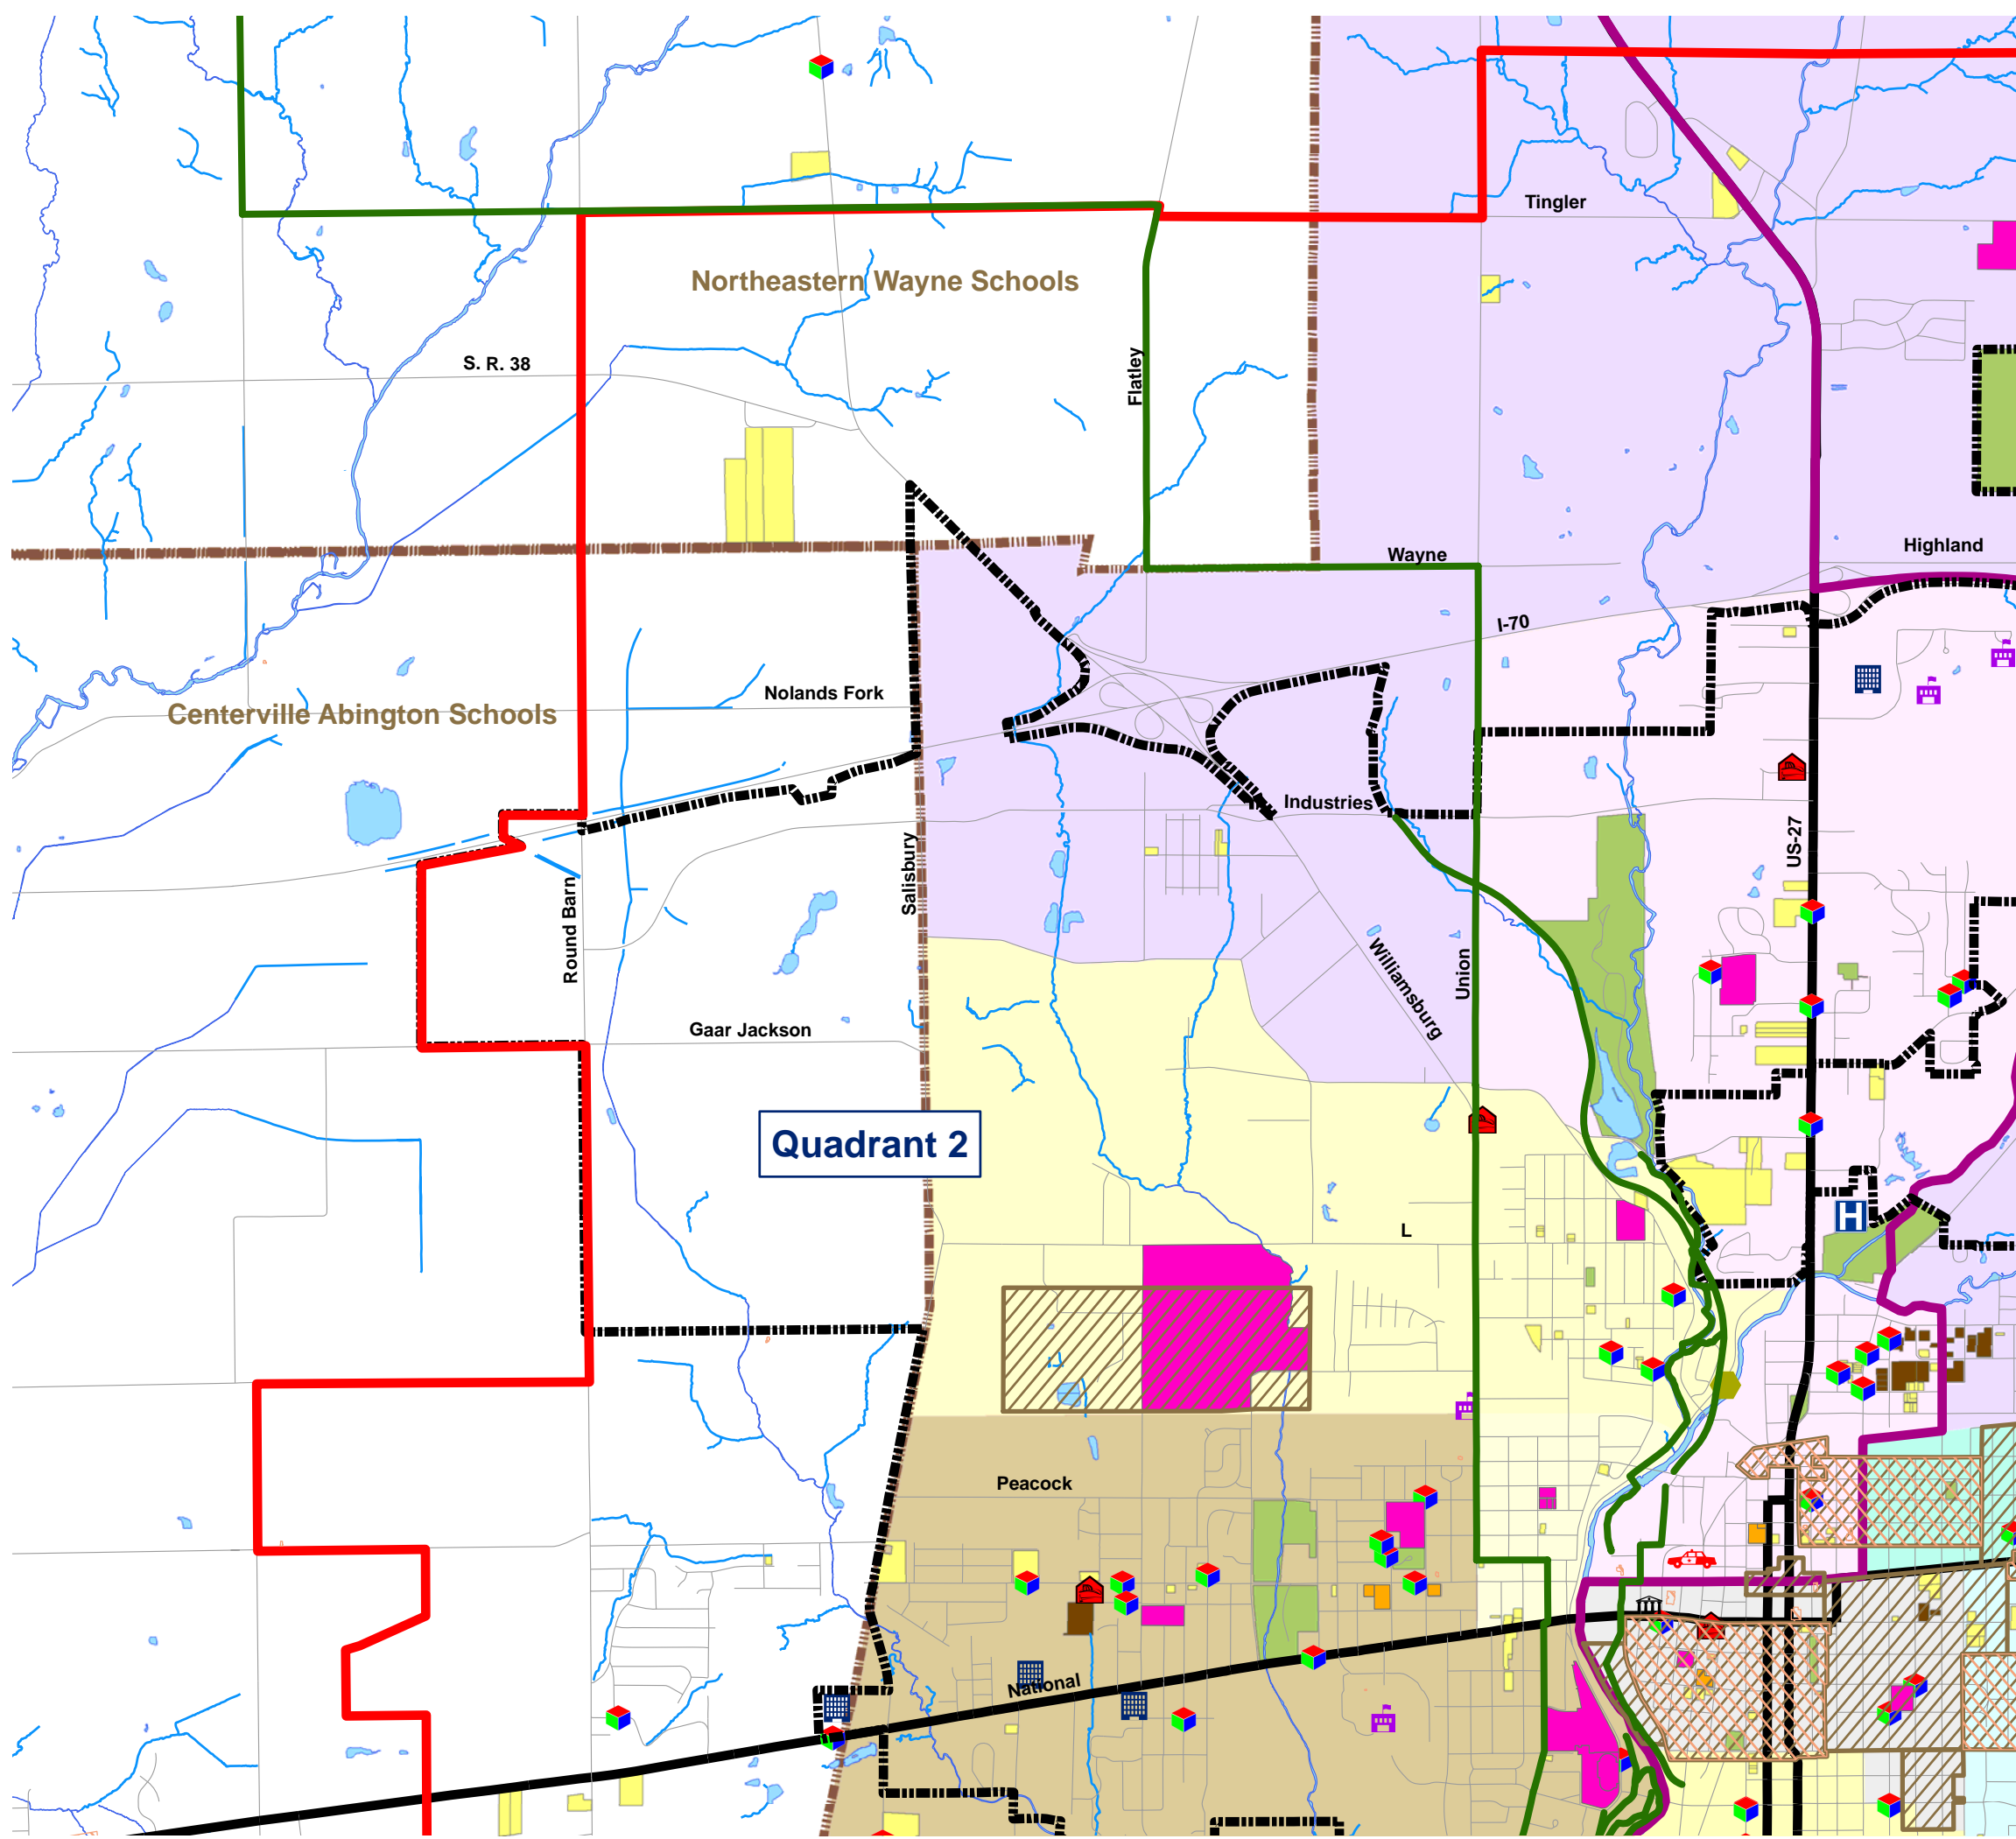 Tingler
Northeastern Wayne Schools
S. R. 38
Flatley
Wayne
Highland
I-70
Nolands Fork
Centerville Abington Schools
Industries
US-27
Salisbury
Round Barn
Williamsburg
Union
Gaar Jackson
Quadrant 2
L
H
Peacock
National